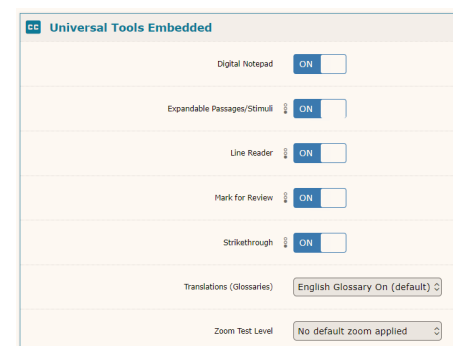 CC Universal Tools Embedded
Digital Notepad ON
Expandable Passages/Stimuli ON
Line Reader ON
Mark for Review ON
Strikethrough ON
Translations (Glossaries) English Glossary On (default)
Zoom Test Level No default zoom applied